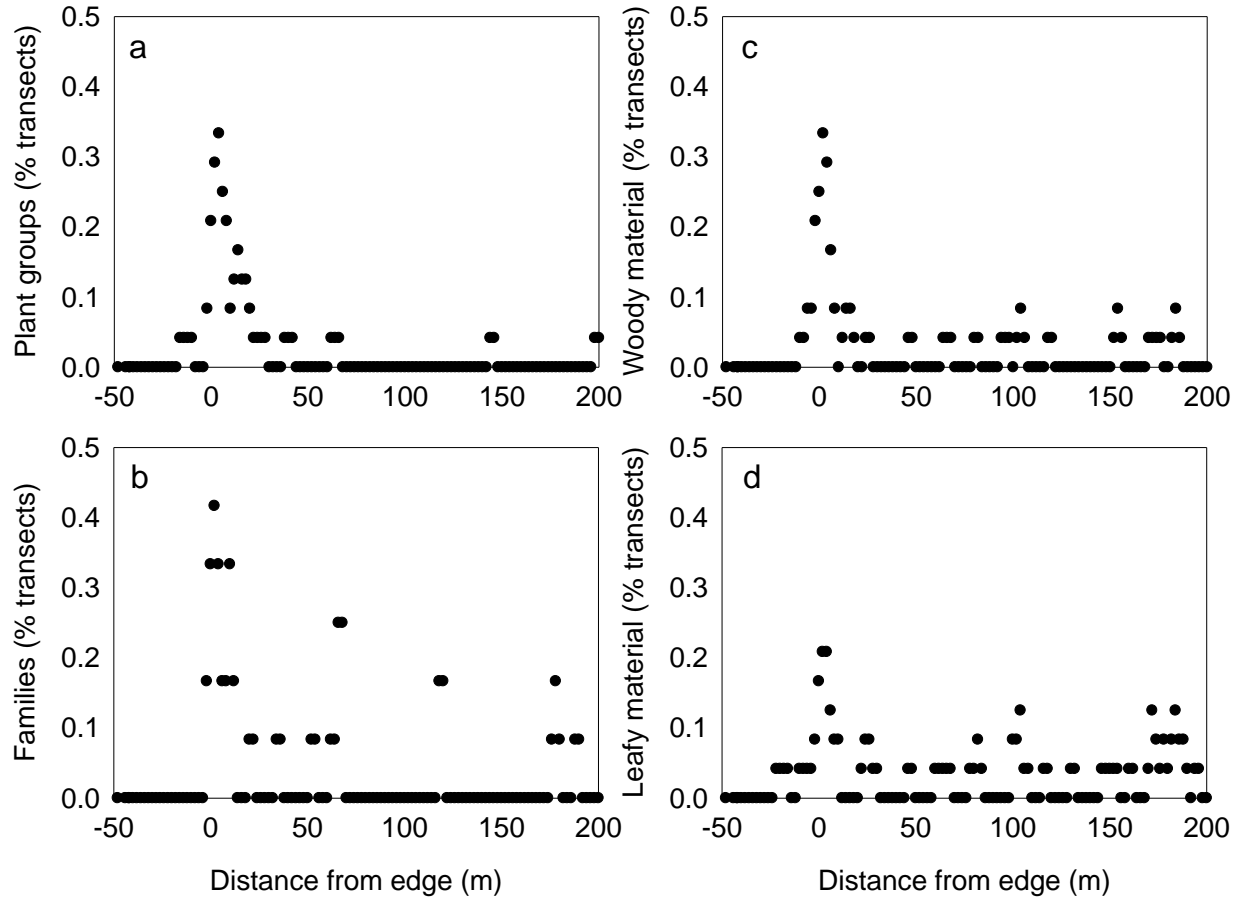 Plant groups (% transects)
a
0.5
0.4
0.3
0.2
0.1
0.0
-50 0 50 100 150 200
Woody material (% transects)
c
0.5
0.4
0.3
0.2
0.1
0.0
-50 0 50 100 150 200
Families (% transects)
b
0.5
0.4
0.3
0.2
0.1
0.0
-50 0 50 100 150 200
Distance from edge (m)
Leafy material (% transects)
d
0.5
0.4
0.3
0.2
0.1
0.0
-50 0 50 100 150 200
Distance from edge (m)